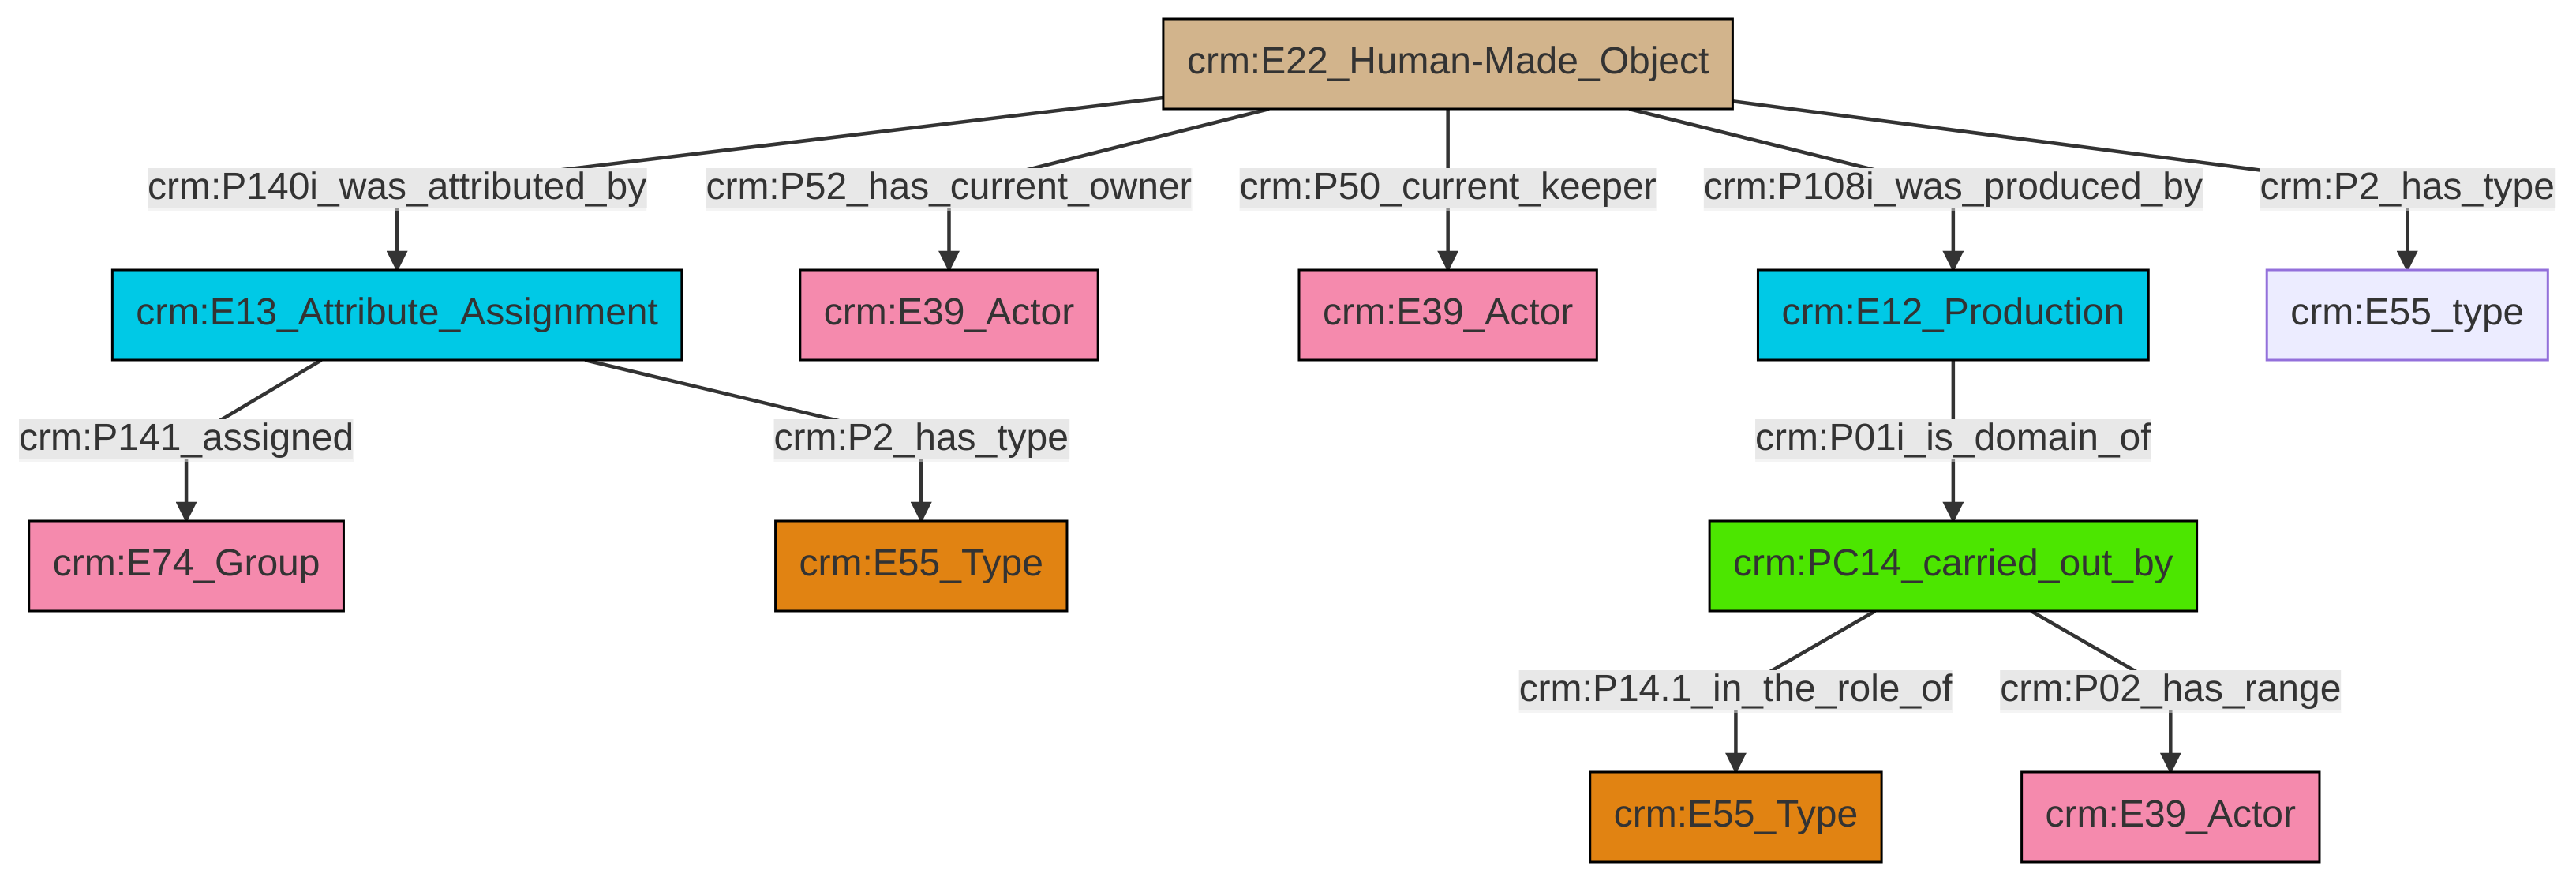 crm:E22_Human-Made_Object
crm:P140i_was_attributed_by
crm:P52_has_current_owner
crm:P50_current_keeper
crm:P108i_was_produced_by
crm:P2_has_type
crm:E13_Attribute_Assignment
crm:E39_Actor
crm:E39_Actor
crm:E12_Production
crm:E55_type
crm:P141_assigned
crm:P2_has_type
crm:P01i_is_domain_of
crm:E74_Group
crm:E55_Type
crm:PC14_carried_out_by
crm:P14.1_in_the_role_of
crm:P02_has_range
crm:E55_Type
crm:E39_Actor